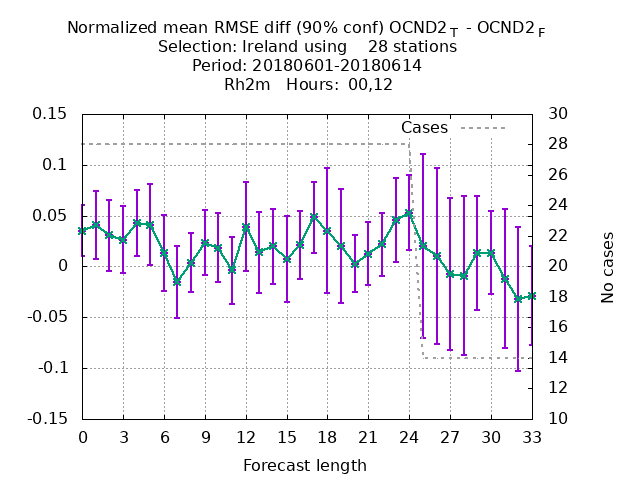 Normalized mean RMSE diff (90% conf) OCND2 T - OCND2 F
Selection: Ireland using 28 stations
Period: 20180601-20180614
Rh2m Hours: 00,12
Cases
0.15
0.1
0.05
0
-0.05
-0.1
-0.15
30
28
26
24
22
20
18
16
14
12
10
No cases
0 3 6 9 12 15 18 21 24 27 30 33
Forecast length